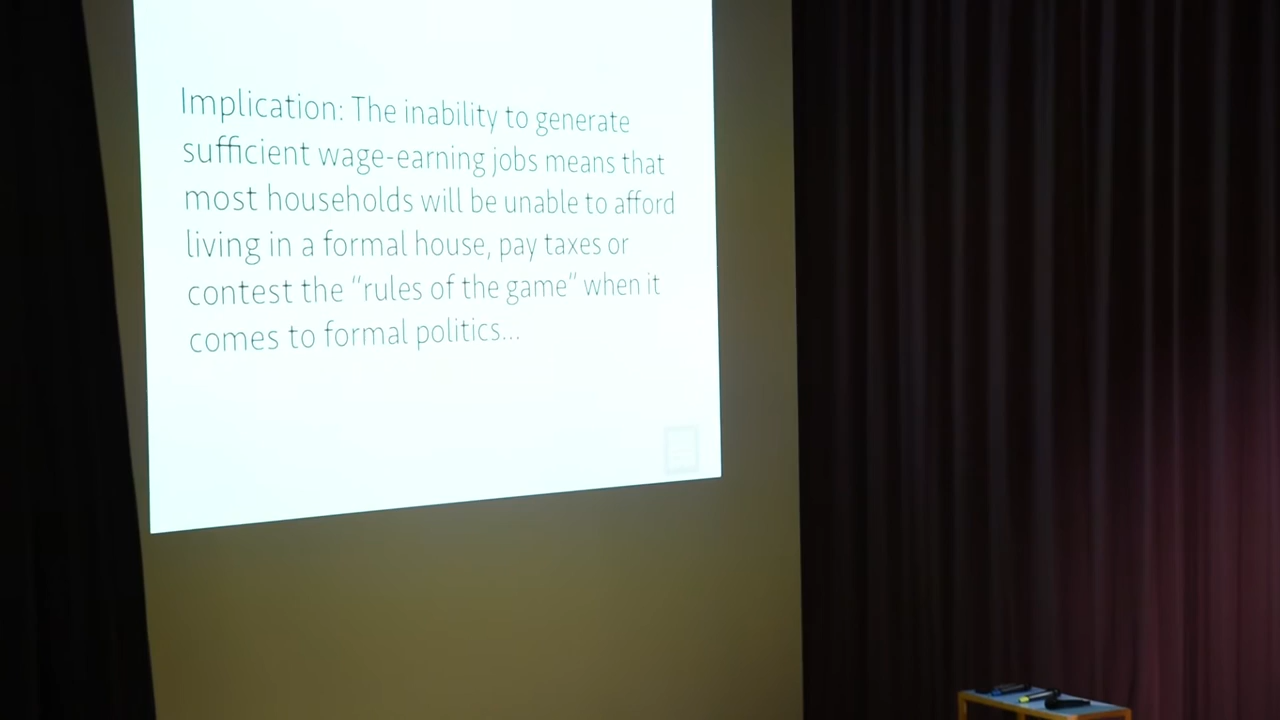 Implication: The inability to generate
sufficient wage-earning jobs means that
most households will be unable to afford
living in a formal house, pay taxes or
contest the “rules of the game” when it
comes to formal politics...